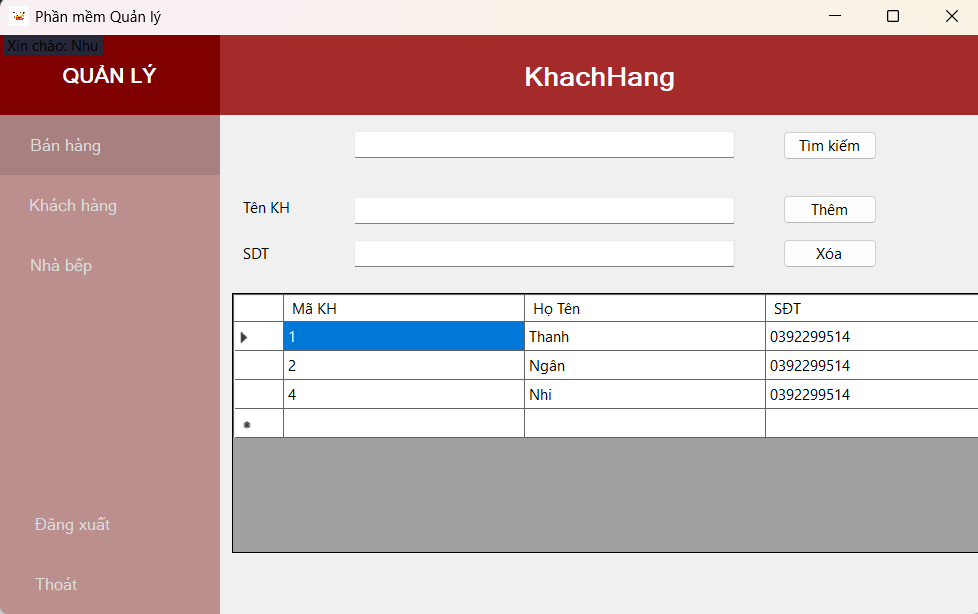 Phần mềm Quản lý
Xin chào: Nhu
QUẢN LÝ
KhachHang
Bán hàng
Khách hàng
Nhà bếp
Đăng xuất
Thoát
Tìm kiếm
Tên KH
Thêm
SDT
Xóa
Mã KH Họ Tên SĐT
1 Thanh 0392299514
2 Ngân 0392299514
4 Nhi 0392299514